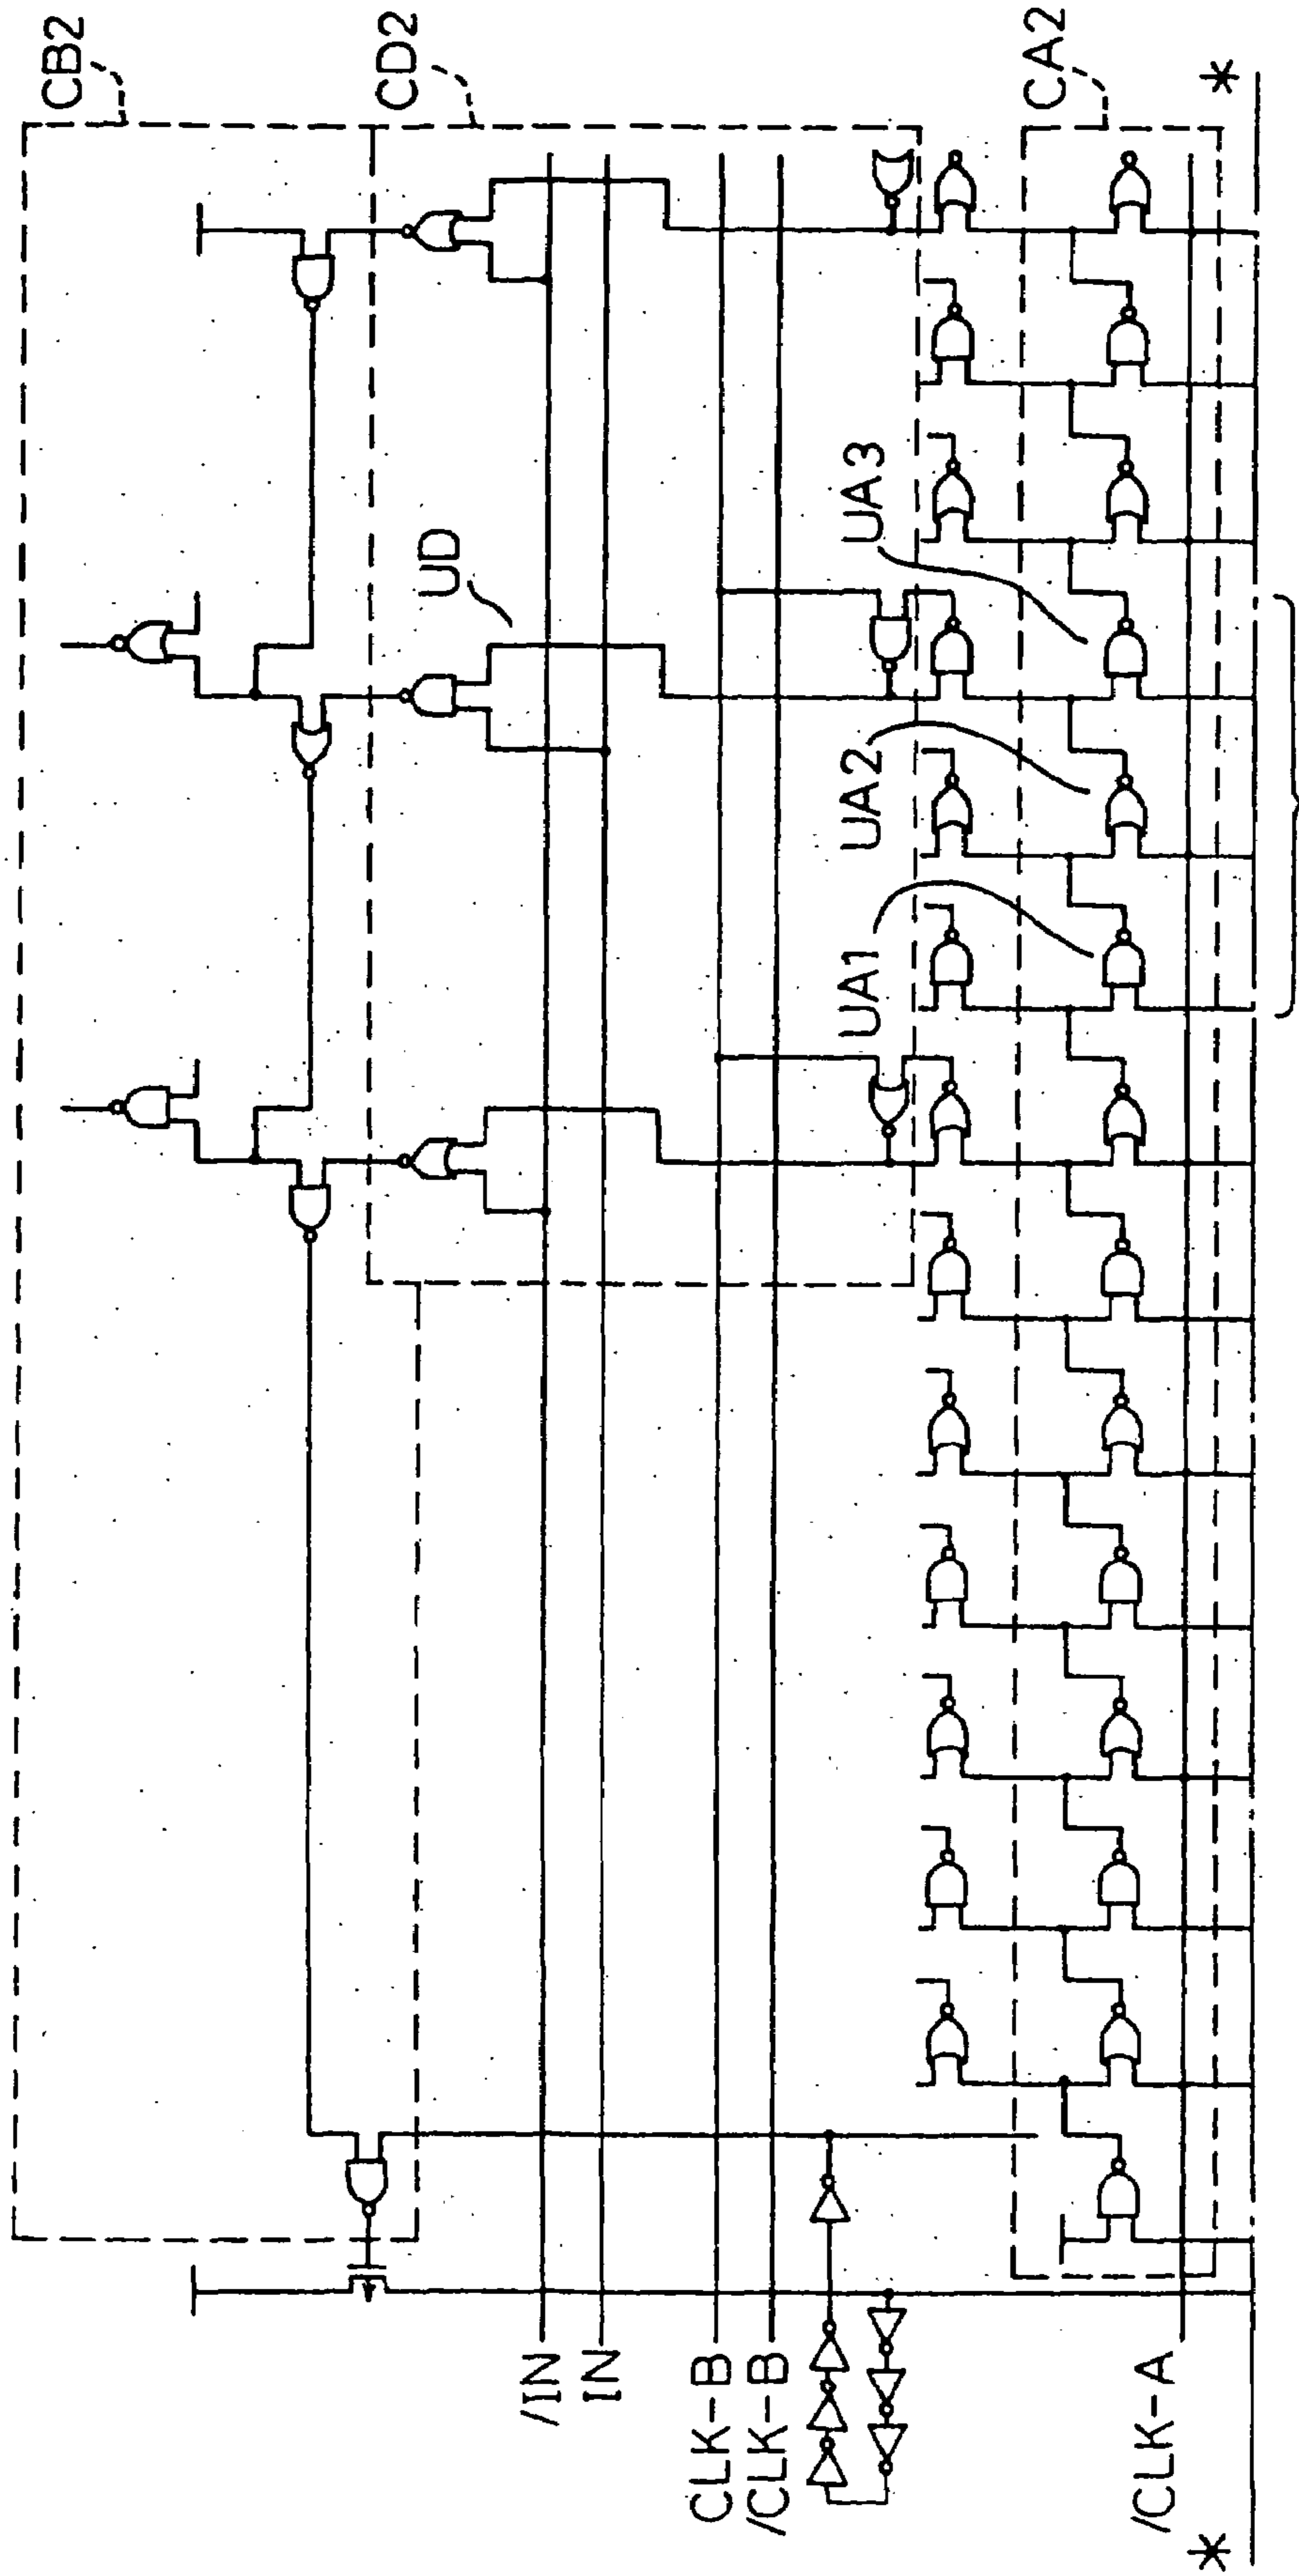 CB2
CD2
CA2
*
UD
UA3
UA2
UA1
/IN
IN
CLK-B
/CLK-B
/CLK-A
*